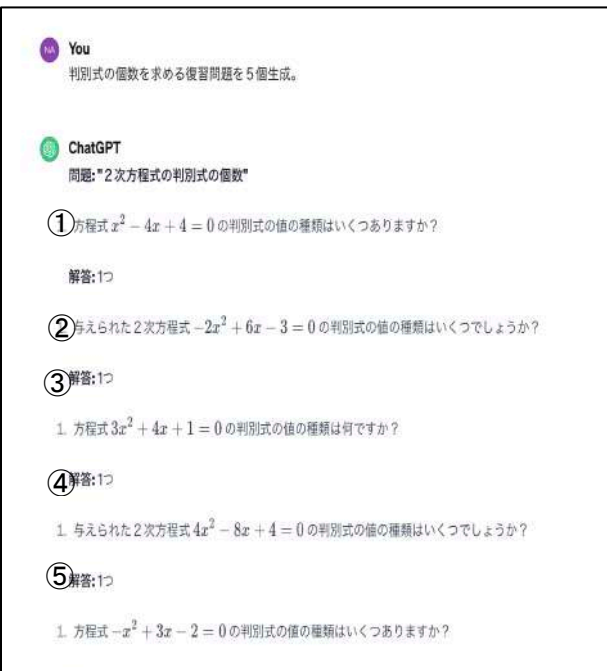 NA You
判別式の個数を求める復習問題を5個生成。
ChatGPT
問題: "2次方程式の判別式の個数"
①方程式 x² − 4x + 4 = 0 の判別式の値の種類はいくつありますか？
解答: 1つ
②与えられた2次方程式 −2x² + 6x − 3 = 0 の判別式の値の種類はいくつでしょうか？
③解答: 1つ
1. 方程式 3x² + 4x + 1 = 0 の判別式の値の種類は何ですか？
④解答: 1つ
1. 与えられた2次方程式 4x² − 8x + 4 = 0 の判別式の値の種類はいくつでしょうか？
⑤解答: 1つ
1. 方程式 −x² + 3x − 2 = 0 の判別式の値の種類はいくつありますか？